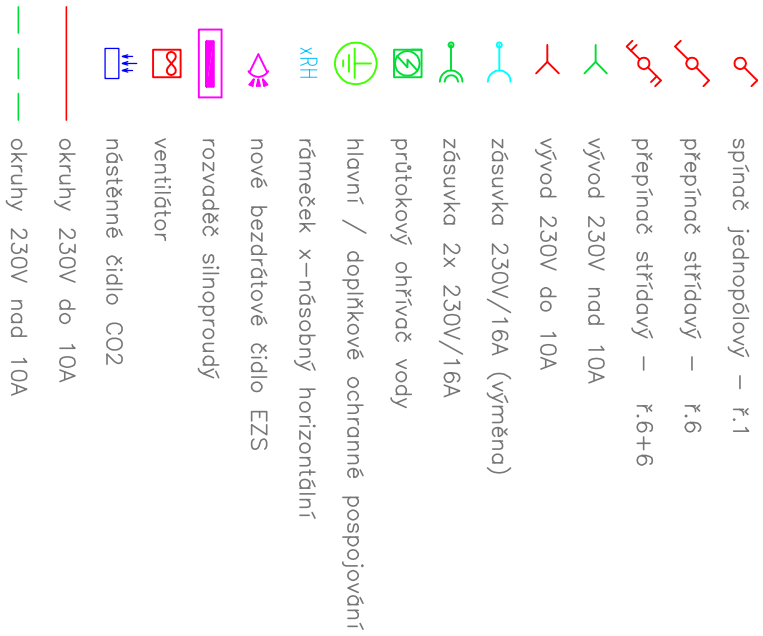 spínač jednopólový – ř.1
přepínač střídavý – ř.6
přepínač střídavý – ř.6+6
vývod 230V nad 10A
vývod 230V do 10A
zásuvka 230V/16A (výměna)
zásuvka 2x 230V/16A
průtokový ohřívač vody
hlavní / doplňkové ochranné pospojování
xRH rámeček x–násobný horizontální
nové bezdrátové čidlo EZS
rozvaděč silnoproudý
ventilátor
nástěnné čidlo CO2
okruhy 230V do 10A
okruhy 230V nad 10A